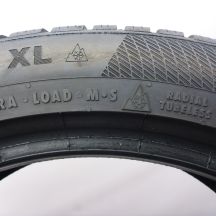 XL
RA - LOAD - M+S RADIAL
TUBELESS